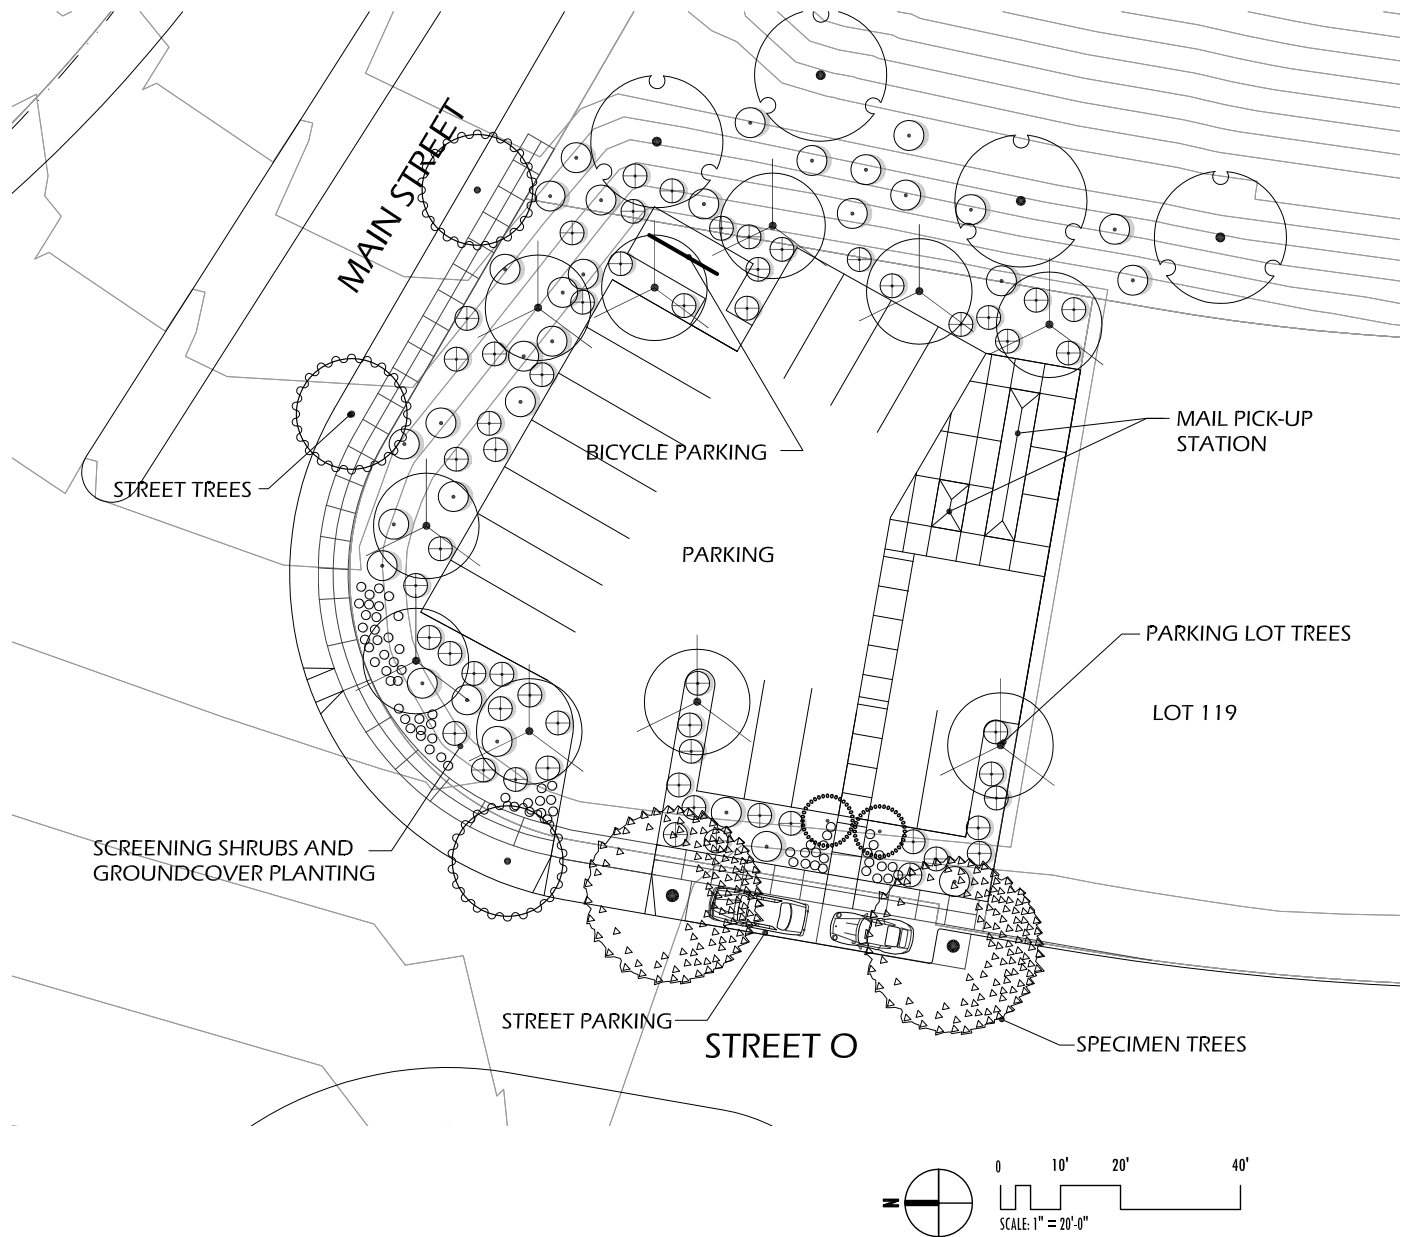 MAIN STREET
MAIL PICK-UP
STATION
BICYCLE PARKING
STREET TREES
PARKING
PARKING LOT TREES
LOT 119
SCREENING SHRUBS AND
GROUNDCOVER PLANTING
STREET PARKING
STREET O
SPECIMEN TREES
0 10' 20' 40'
N
SCALE: 1" = 20'-0"